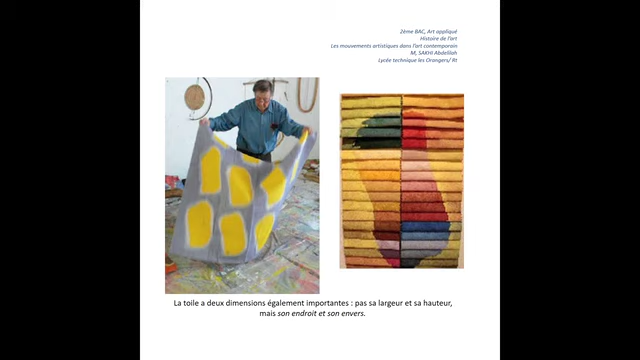 2ème BAC, Art appliqué
Histoire de l'art
Les mouvements artistiques dans l'art contemporain
M, SAKHI Abdelilah
Lycée technique les Orangers/ Rt
La toile a deux dimensions également importantes : pas sa largeur et sa hauteur,
mais son endroit et son envers.